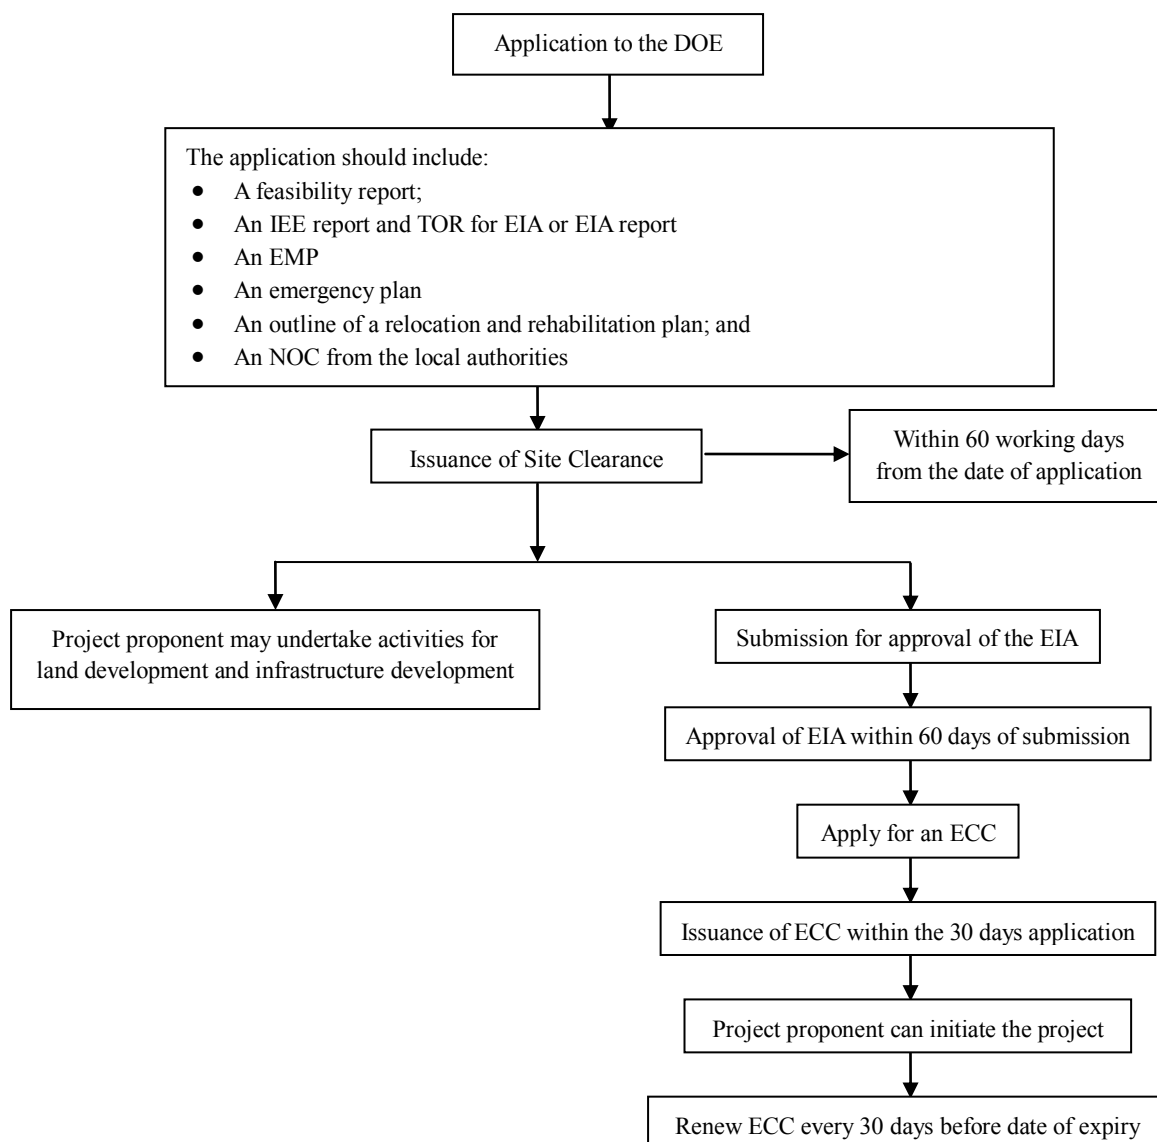 Application to the DOE
The application should include:
● A feasibility report;
● An IEE report and TOR for EIA or EIA report
● An EMP
● An emergency plan
● An outline of a relocation and rehabilitation plan; and
● An NOC from the local authorities
Issuance of Site Clearance
Within 60 working days
from the date of application
Project proponent may undertake activities for
land development and infrastructure development
Submission for approval of the EIA
Approval of EIA within 60 days of submission
Apply for an ECC
Issuance of ECC within the 30 days application
Project proponent can initiate the project
Renew ECC every 30 days before date of expiry